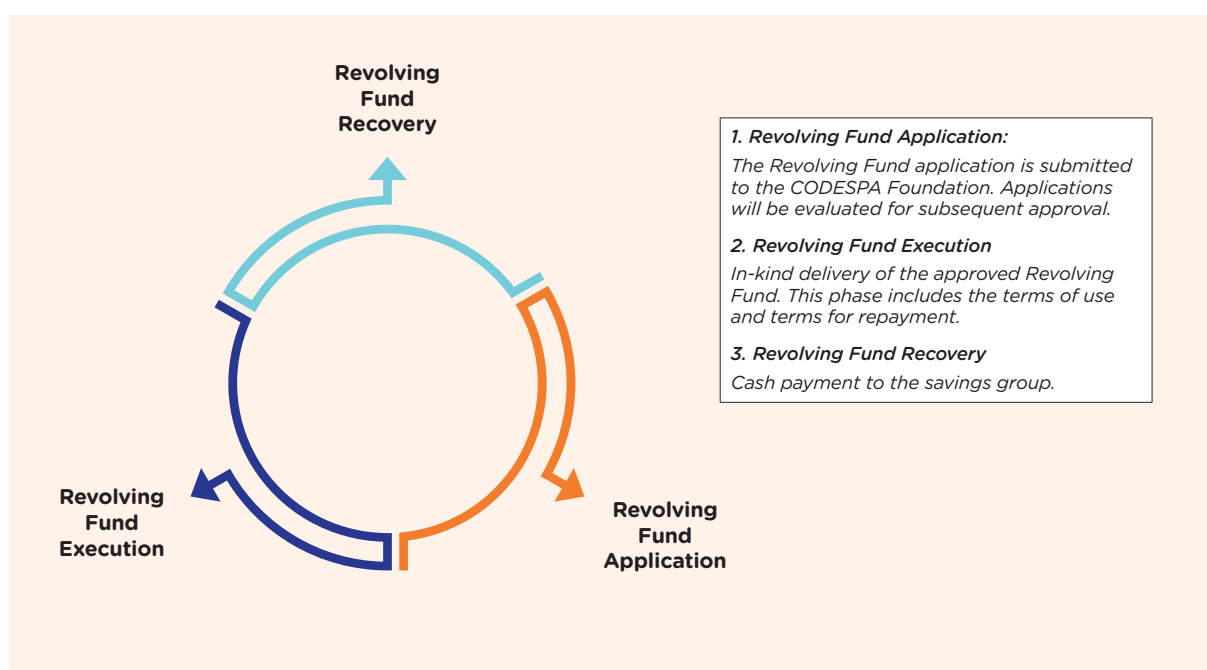 Revolving
Fund
Recovery
1. Revolving Fund Application:
The Revolving Fund application is submitted
to the CODESPA Foundation. Applications
will be evaluated for subsequent approval.
2. Revolving Fund Execution
In-kind delivery of the approved Revolving
Fund. This phase includes the terms of use
and terms for repayment.
3. Revolving Fund Recovery
Cash payment to the savings group.
Revolving
Fund
Execution
Revolving
Fund
Application